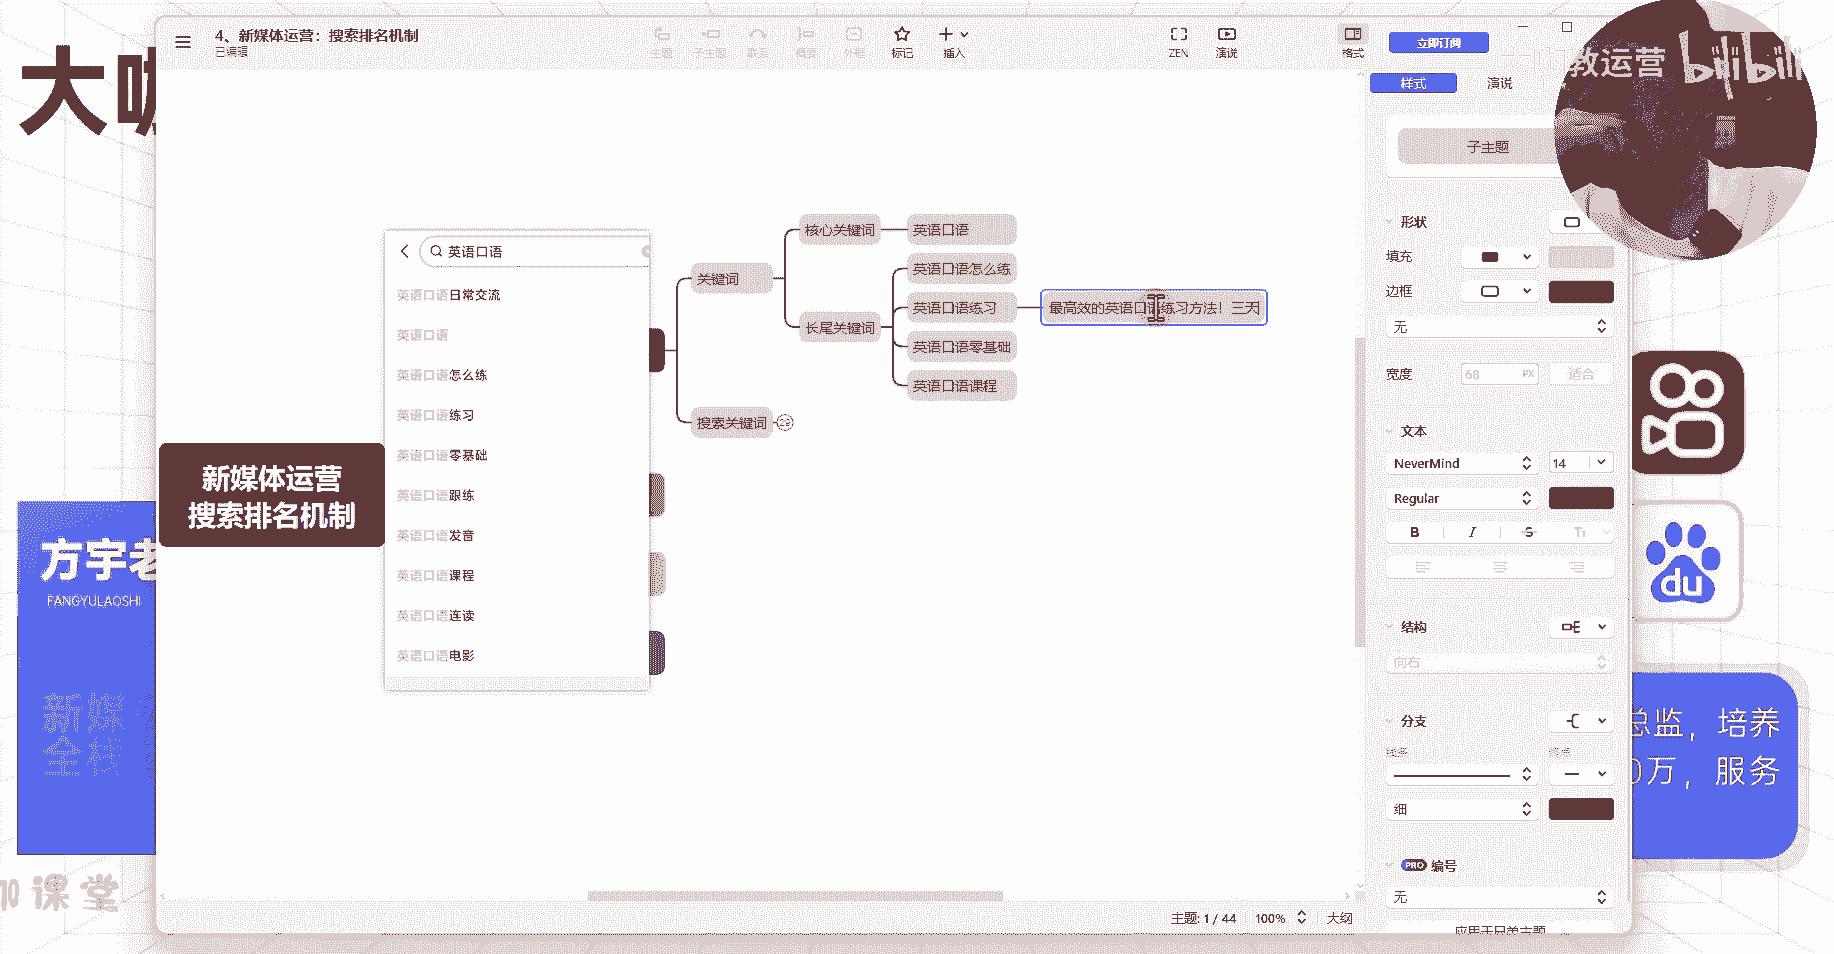 大咖
4、新媒体运营：搜索排名机制
已编辑
主题
子主题
联系
概要
外框
标记
插入
ZEN
演说
格式
立即订阅
教运营
bilibili
样式
演说
子主题
形状
填充
边框
无
宽度
68
PX
适合
文本
NeverMind
14
Regular
B
I
S
Tт
结构
向右
分支
线条
终点
细
PRO
编号
无
应用于兄弟主题
英语口语
英语口语日常交流
英语口语
英语口语怎么练
英语口语练习
英语口语零基础
英语口语跟练
英语口语发音
英语口语课程
英语口语连读
英语口语电影
新媒体运营
搜索排名机制
关键词
核心关键词
英语口语
长尾关键词
英语口语怎么练
英语口语练习
最高效的英语口语练习方法！三天
英语口语零基础
英语口语课程
搜索关键词
29
主题: 1 / 44
100%
大纲
方宇老
FANGYULAOSHI
新媒
全栈
加课堂
du
总监，培养
0万，服务